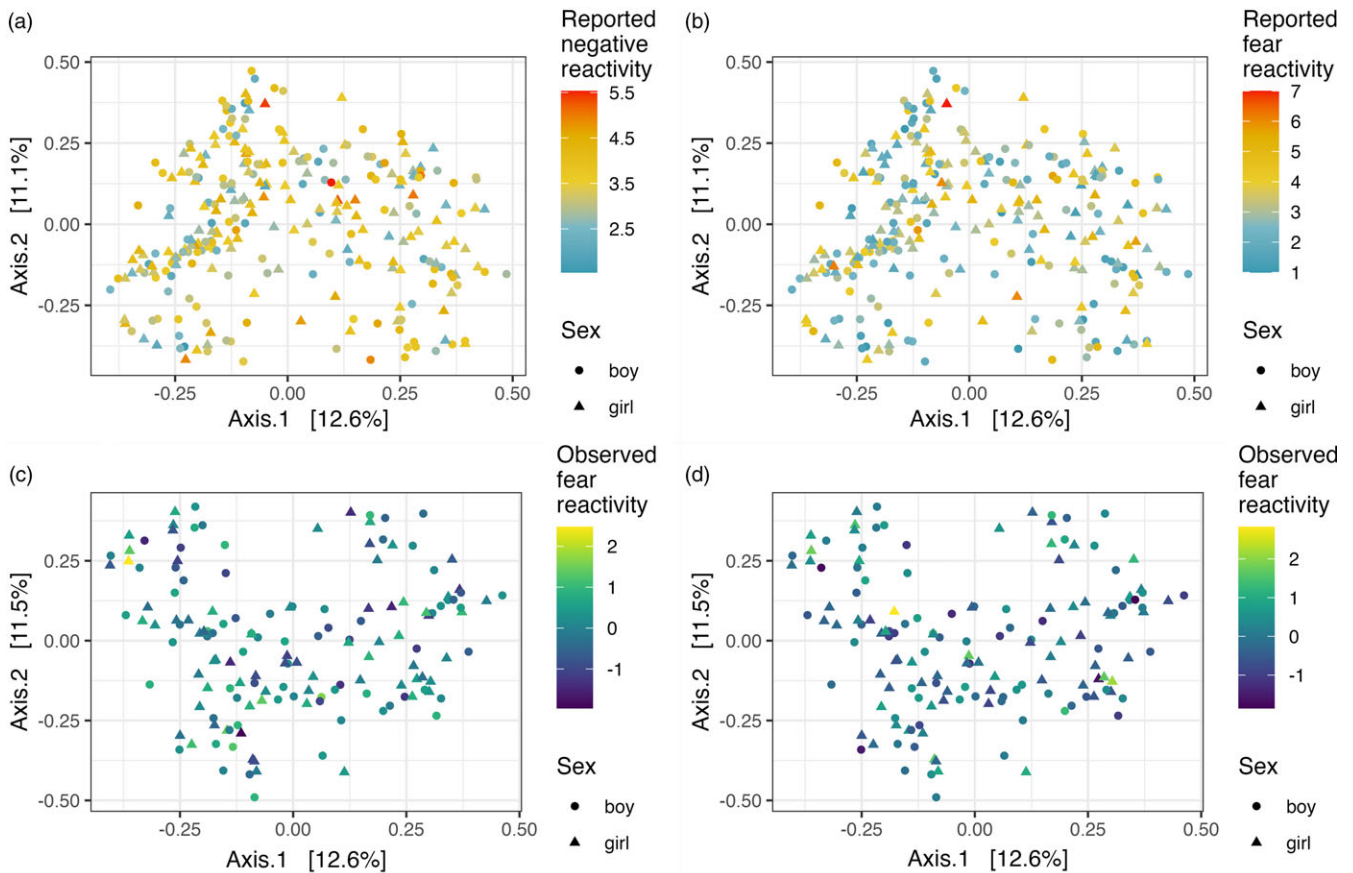 (a)
Reported
negative
reactivity
5.5
4.5
3.5
2.5
Sex
boy
girl
0.50
0.25
0.00
-0.25
Axis.2 [11.1%]
-0.25 0.00 0.25 0.50
Axis.1 [12.6%]
(b)
Reported
fear
reactivity
7
6
5
4
3
2
1
Sex
boy
girl
0.50
0.25
0.00
-0.25
Axis.2 [11.1%]
-0.25 0.00 0.25 0.50
Axis.1 [12.6%]
(c)
Observed
fear
reactivity
2
1
0
-1
Sex
boy
girl
0.25
0.00
-0.25
-0.50
Axis.2 [11.5%]
-0.25 0.00 0.25 0.50
Axis.1 [12.6%]
(d)
Observed
fear
reactivity
2
1
0
-1
Sex
boy
girl
0.25
0.00
-0.25
-0.50
Axis.2 [11.5%]
-0.25 0.00 0.25 0.50
Axis.1 [12.6%]